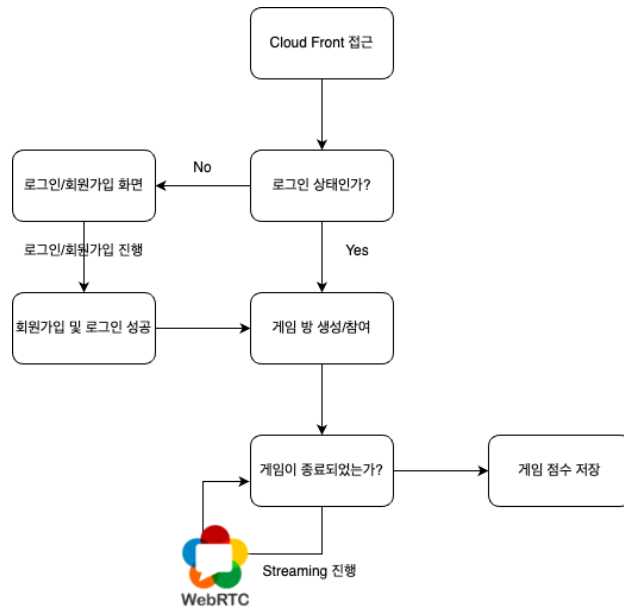 Cloud Front 접근
로그인/회원가입 화면
No
로그인 상태인가?
로그인/회원가입 진행
Yes
회원가입 및 로그인 성공
게임 방 생성/참여
게임이 종료되었는가?
게임 점수 저장
Streaming 진행
WebRTC